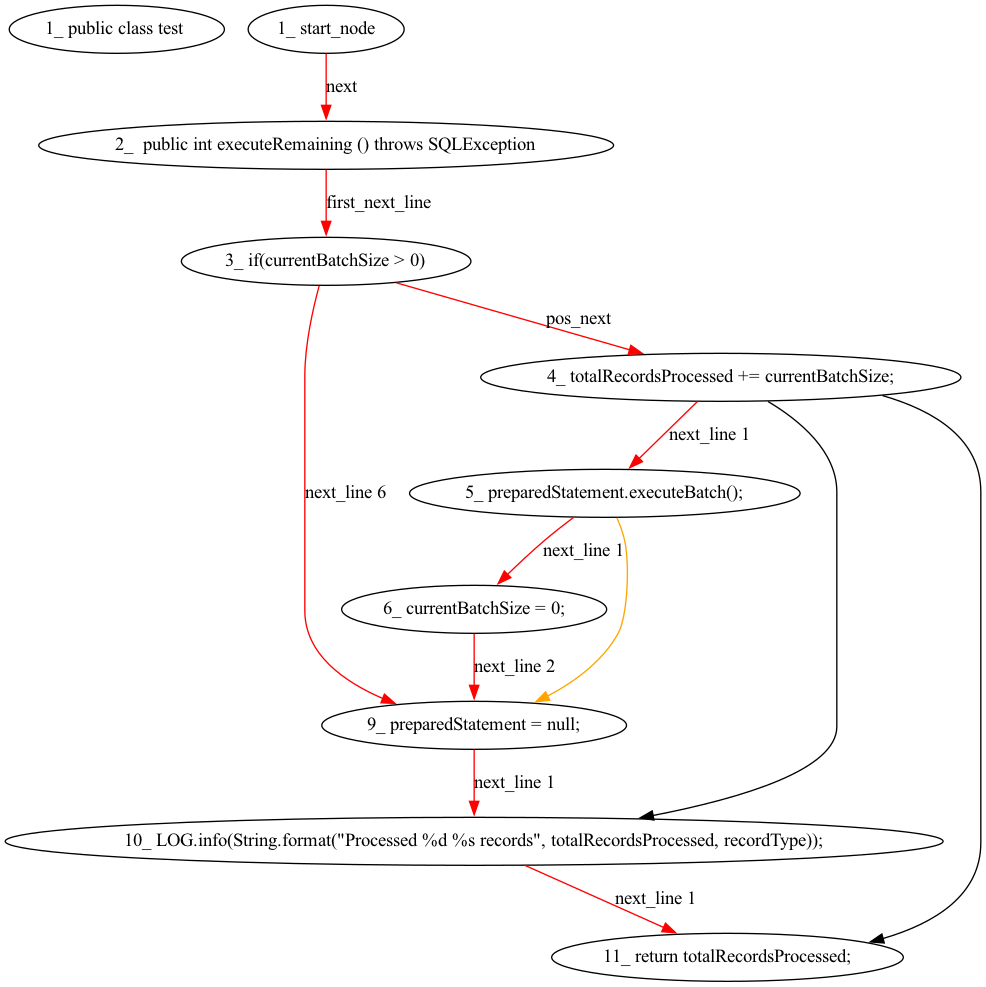 1_ public class test
1_ start_node
next
2_  public int executeRemaining () throws SQLException
first_next_line
3_ if(currentBatchSize > 0)
pos_next
4_ totalRecordsProcessed += currentBatchSize;
next_line 1
next_line 6
5_ preparedStatement.executeBatch();
next_line 1
6_ currentBatchSize = 0;
next_line 2
9_ preparedStatement = null;
next_line 1
10_ LOG.info(String.format("Processed %d %s records", totalRecordsProcessed, recordType));
next_line 1
11_ return totalRecordsProcessed;